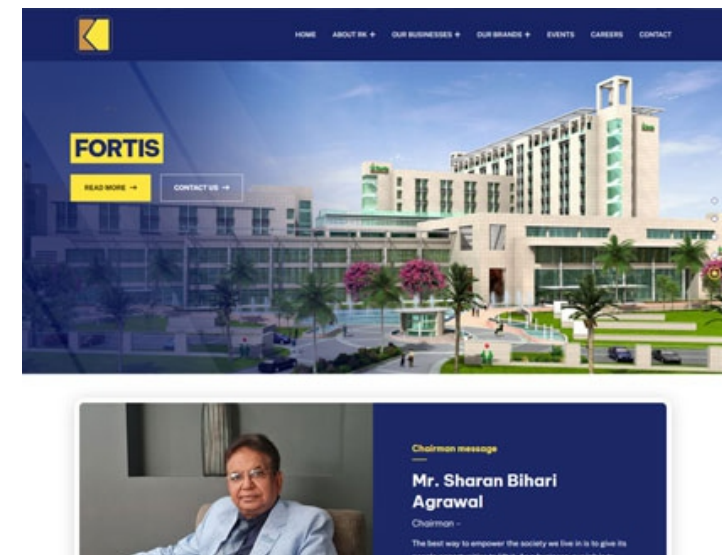 HOME ABOUT RK + OUR BUSINESSES + OUR BRANDS + EVENTS CAREERS CONTACT
FORTIS
READ MORE → CONTACT US →
Chairman message
Mr. Sharan Bihari
Agrawal
Chairman -
The best way to empower the society we live in is to give its